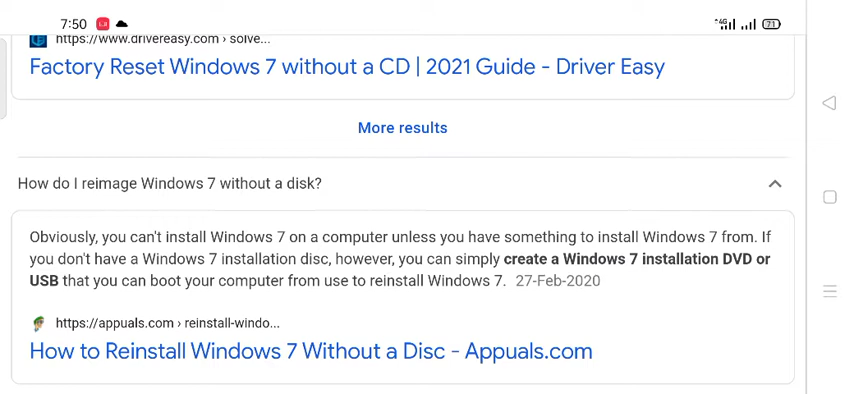 7:50 4G 71
https://www.drivereasy.com › solve...
Factory Reset Windows 7 without a CD | 2021 Guide - Driver Easy
More results
How do I reimage Windows 7 without a disk?
Obviously, you can't install Windows 7 on a computer unless you have something to install Windows 7 from. If
you don't have a Windows 7 installation disc, however, you can simply create a Windows 7 installation DVD or
USB that you can boot your computer from use to reinstall Windows 7. 27-Feb-2020
https://appuals.com › reinstall-windo...
How to Reinstall Windows 7 Without a Disc - Appuals.com